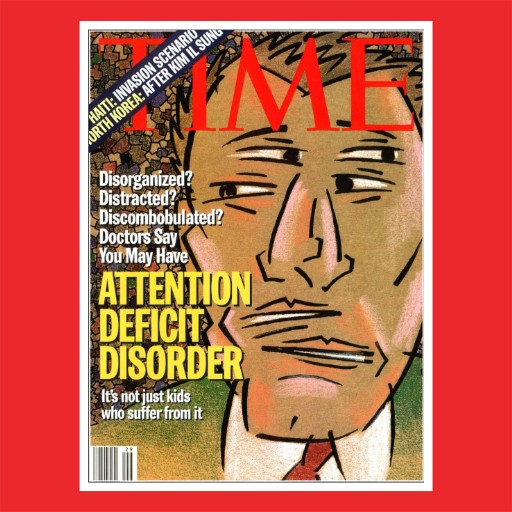 HAITI: INVASION SCENARIO
ORTH KOREA: AFTER KIM IL SUNG
TIME
Disorganized?
Distracted?
Discombobulated?
Doctors Say
You May Have
ATTENTION
DEFICIT
DISORDER
It's not just kids
who suffer from it